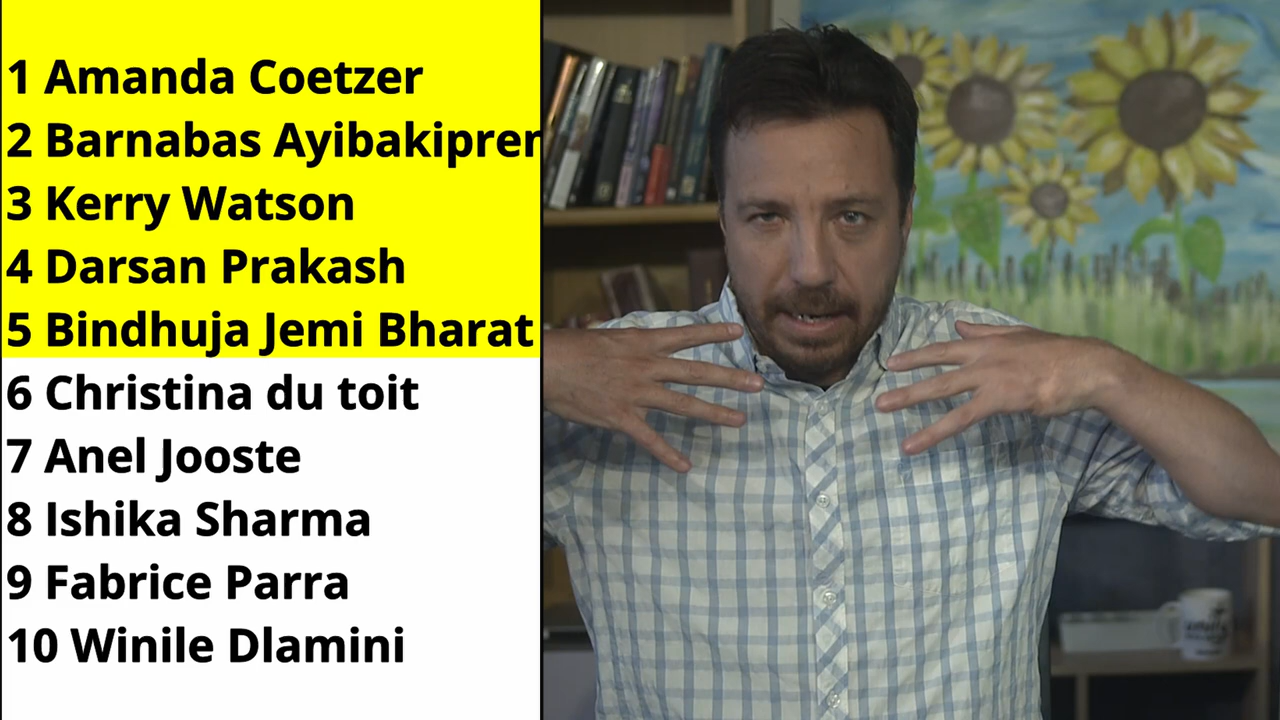 1 Amanda Coetzer
2 Barnabas Ayibakipren
3 Kerry Watson
4 Darsan Prakash
5 Bindhuja Jemi Bharat
6 Christina du toit
7 Anel Jooste
8 Ishika Sharma
9 Fabrice Parra
10 Winile Dlamini